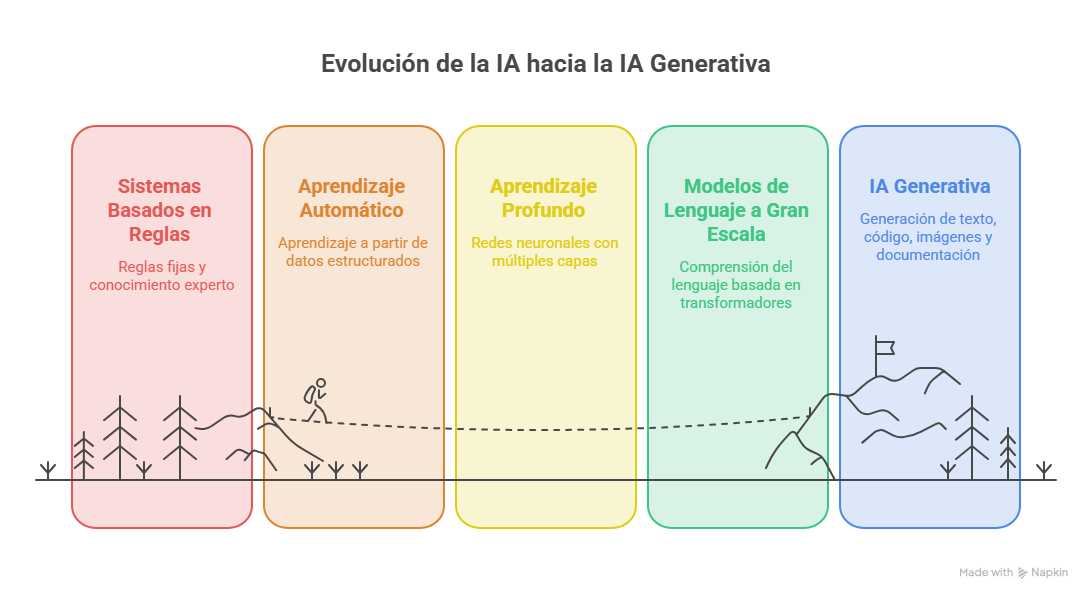 Evolución de la IA hacia la IA Generativa
Sistemas
Basados en
Reglas
Reglas fijas y
conocimiento experto
Aprendizaje
Automático
Aprendizaje a partir de
datos estructurados
Aprendizaje
Profundo
Redes neuronales con
múltiples capas
Modelos de
Lenguaje a Gran
Escala
Comprensión del
lenguaje basada en
transformadores
IA Generativa
Generación de texto,
código, imágenes y
documentación
Made with Napkin